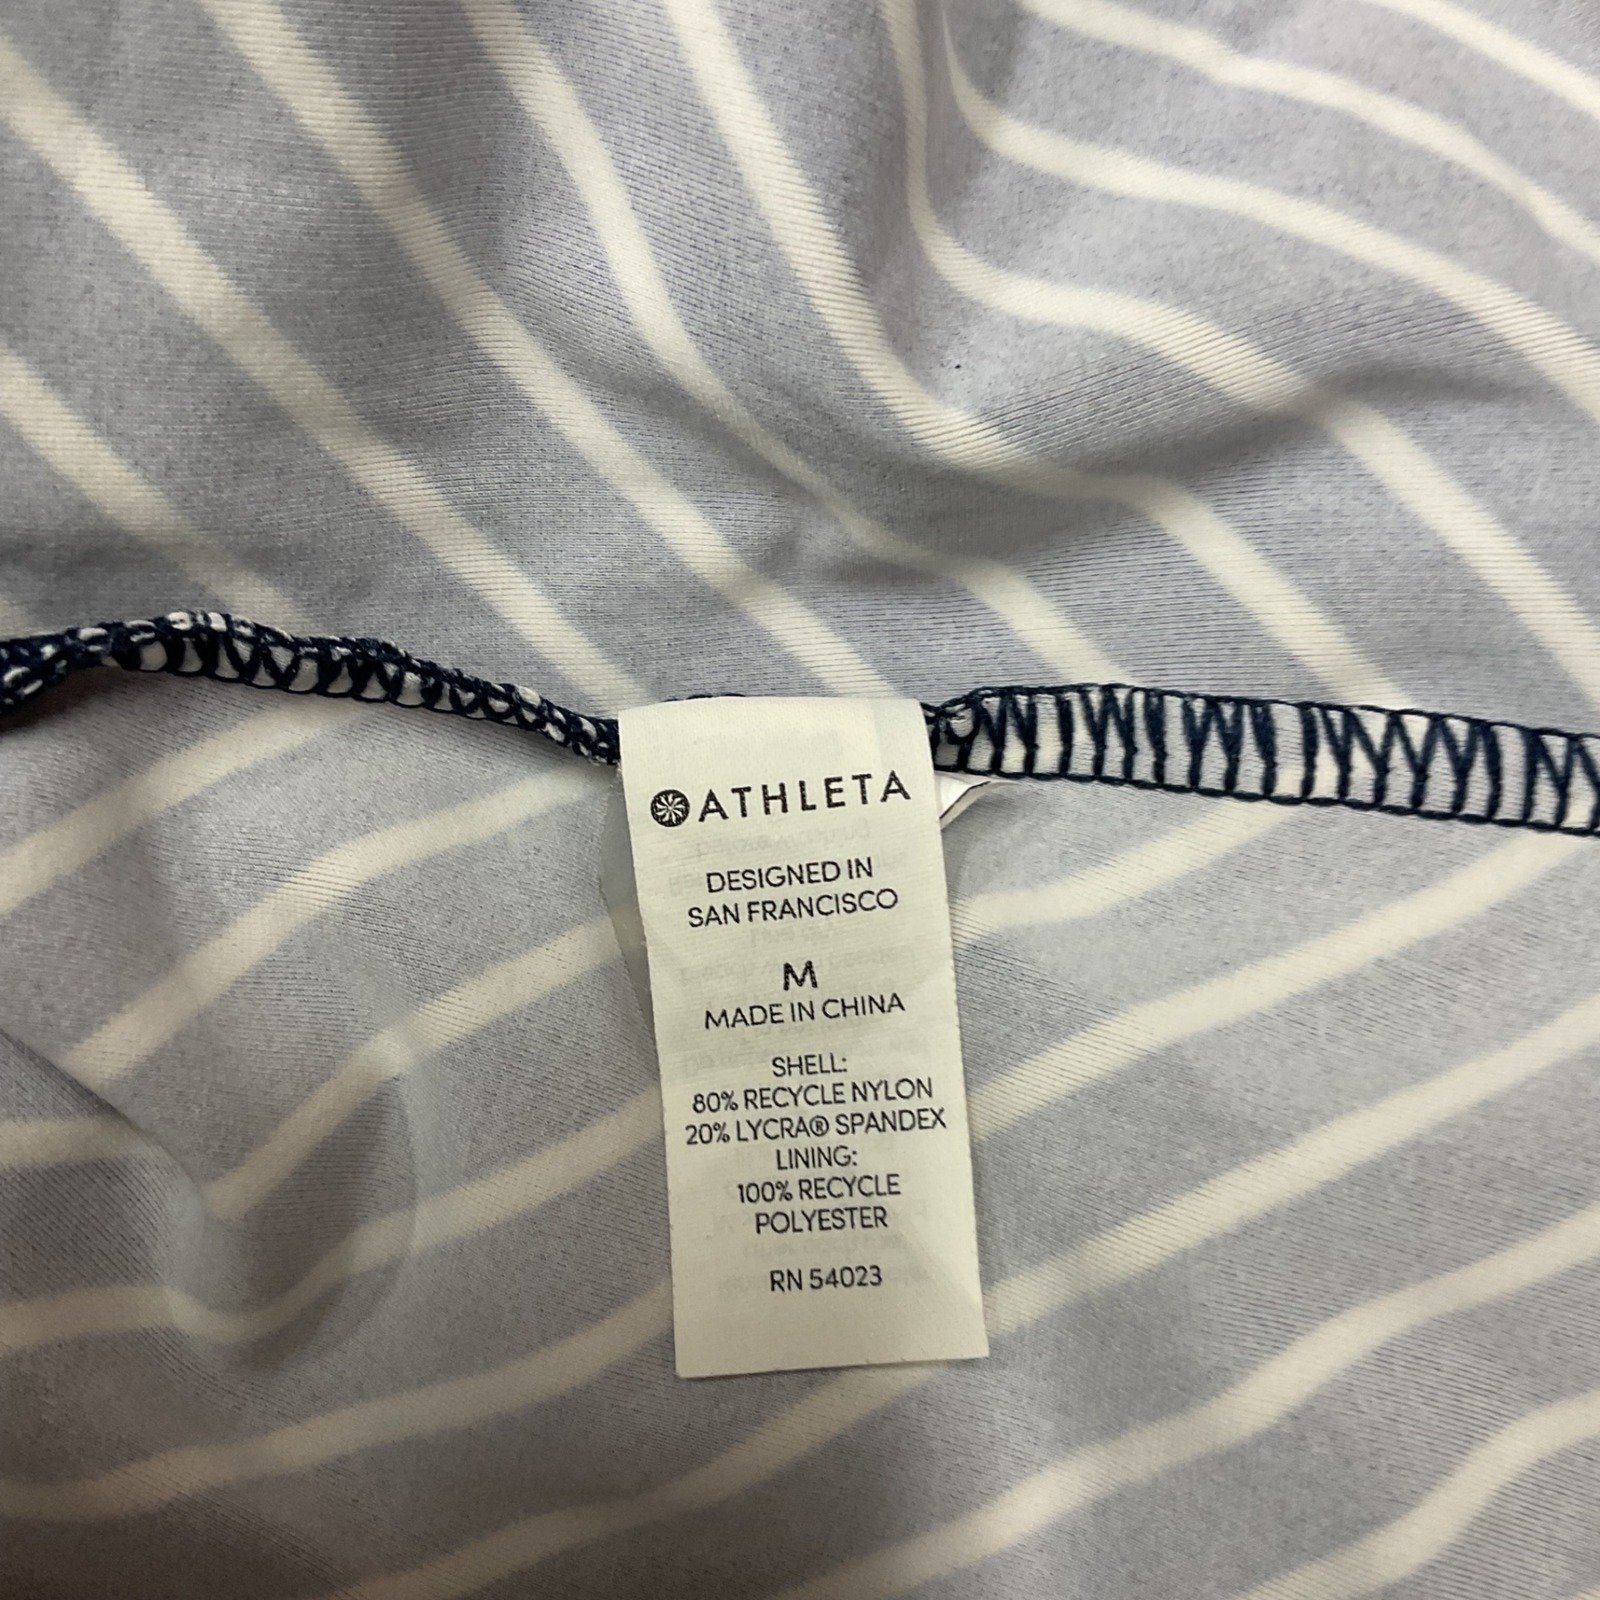 ATHLETA
DESIGNED IN
SAN FRANCISCO
M
MADE IN CHINA
SHELL:
80% RECYCLE NYLON
20% LYCRA® SPANDEX
LINING:
100% RECYCLE
POLYESTER
RN 54023